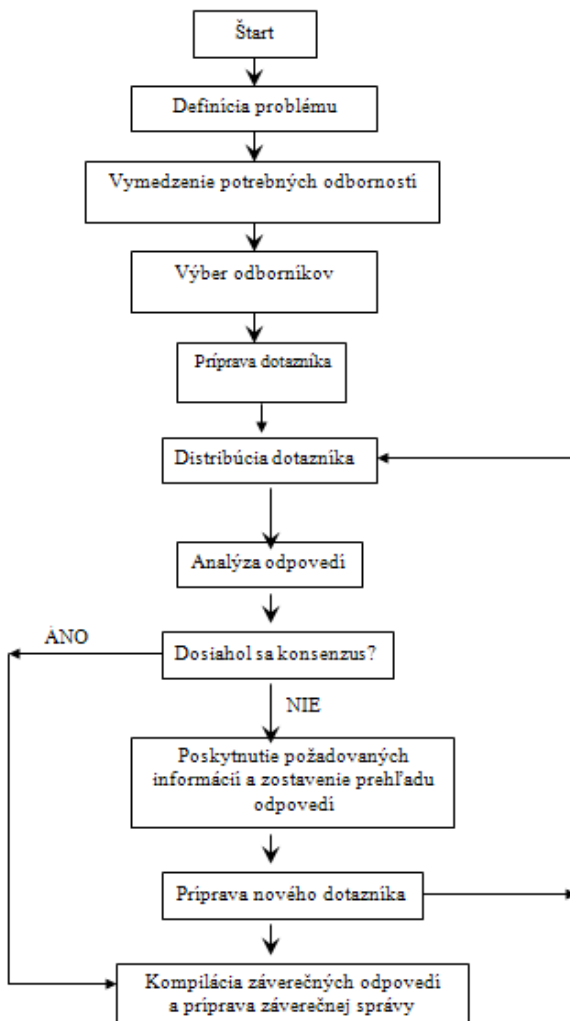 Štart
Definícia problému
Vymedzenie potrebných odborností
Výber odborníkov
Príprava dotazníka
Distribúcia dotazníka
Analýza odpovedí
ÁNO
Dosiahol sa konsenzus?
NIE
Poskytnutie požadovaných
informácií a zostavenie prehľadu
odpovedí
Príprava nového dotazníka
Kompilácia záverečných odpovedí
a príprava záverečnej správy